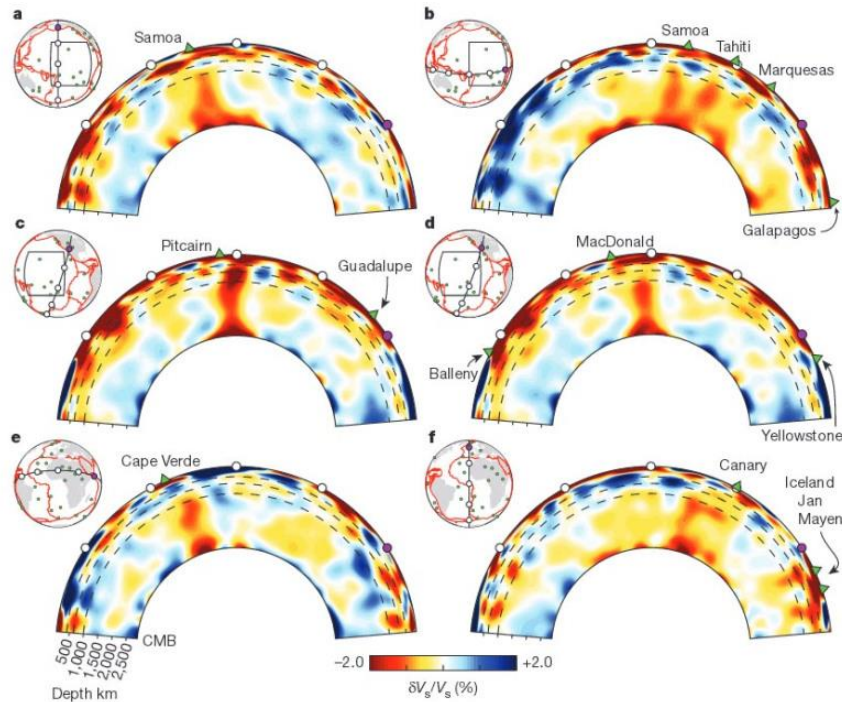 a
Samoa
b
Samoa
Tahiti
Marquesas
Galapagos
c
Pitcairn
Guadalupe
d
MacDonald
Balleny
Yellowstone
e
Cape Verde
f
Canary
Iceland
Jan
Mayen
CMB
500
1,000
1,500
2,000
2,500
Depth km
–2.0
+2.0
δVs/Vs (%)